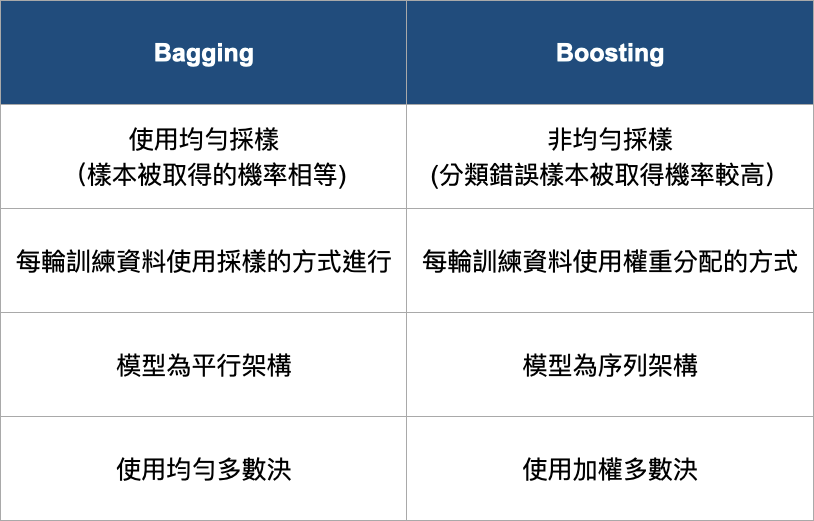 Bagging
Boosting
使用均勻採樣
（樣本被取得的機率相等)
非均勻採樣
(分類錯誤樣本被取得機率較高）
每輪訓練資料使用採樣的方式進行
每輪訓練資料使用權重分配的方式
模型為平行架構
模型為序列架構
使用均勻多數決
使用加權多數決